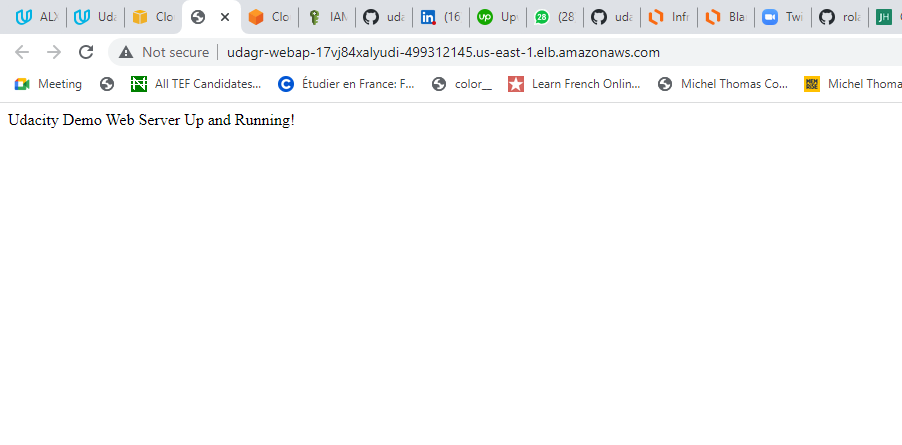 ALX Uda Clo Clo IAM uda (16 Up (28 uda Infr Bla Twi rola
Not secure udagr-webap-17vj84xalyudi-499312145.us-east-1.elb.amazonaws.com
Meeting All TEF Candidates... Étudier en France: F... color__ Learn French Onlin... Michel Thomas Co... Michel Thoma
Udacity Demo Web Server Up and Running!